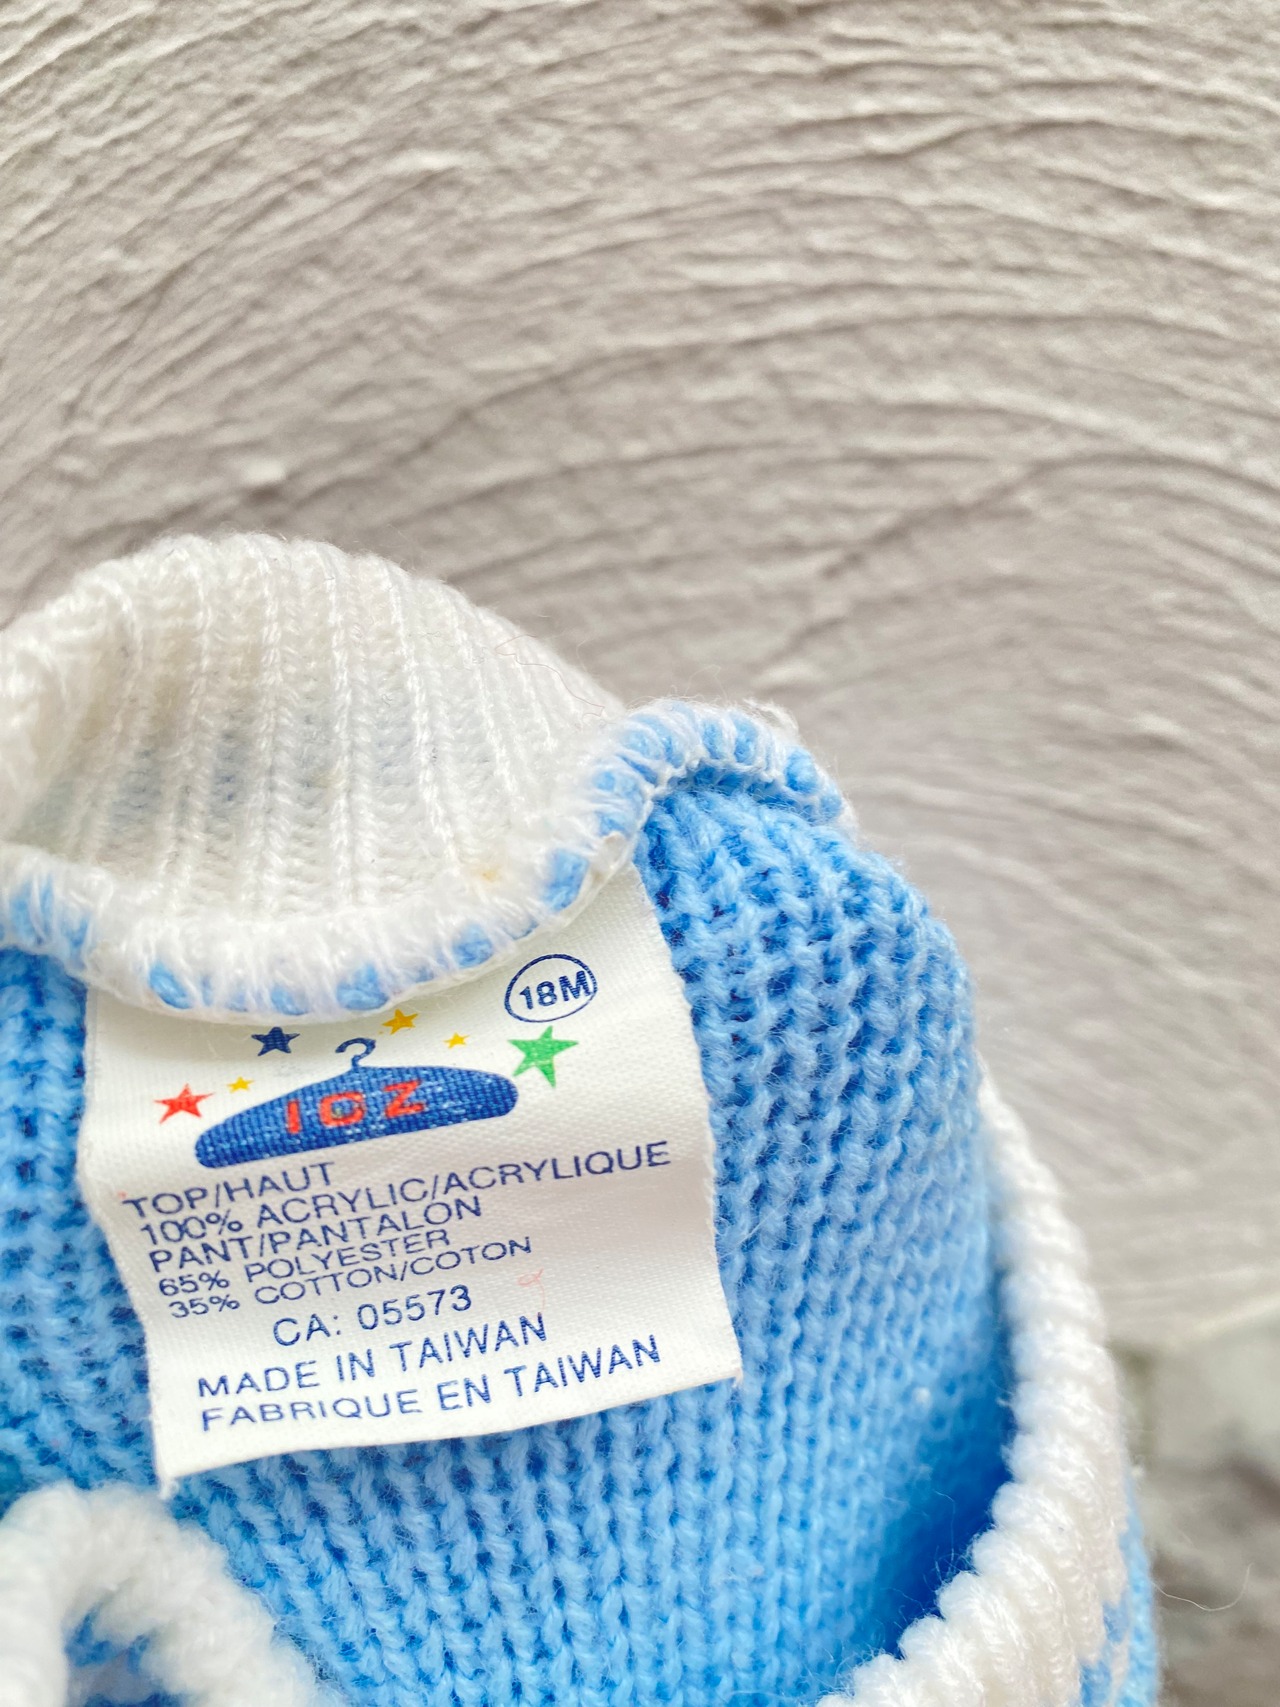 18M
IOZ
TOP/HAUT
100% ACRYLIC/ACRYLIQUE
PANT/PANTALON
65% POLYESTER
35% COTTON/COTON
CA: 05573
MADE IN TAIWAN
FABRIQUE EN TAIWAN